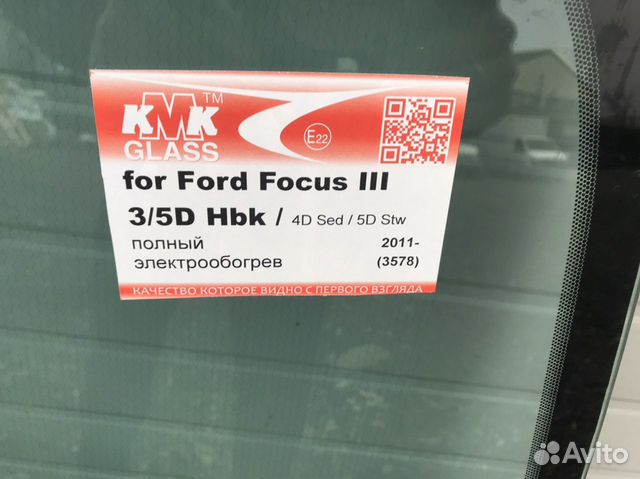 KMK™
GLASS
E22
for Ford Focus III
3/5D Hbk / 4D Sed / 5D Stw
полный 2011-
электрообогрев (3578)
КАЧЕСТВО КОТОРОЕ ВИДНО С ПЕРВОГО ВЗГЛЯДА
Avito